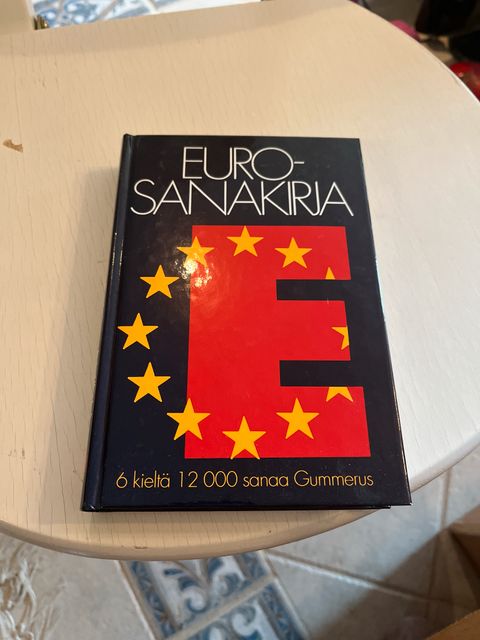 EURO-
SANAKIRJA
E
6 kieltä 12 000 sanaa Gummerus